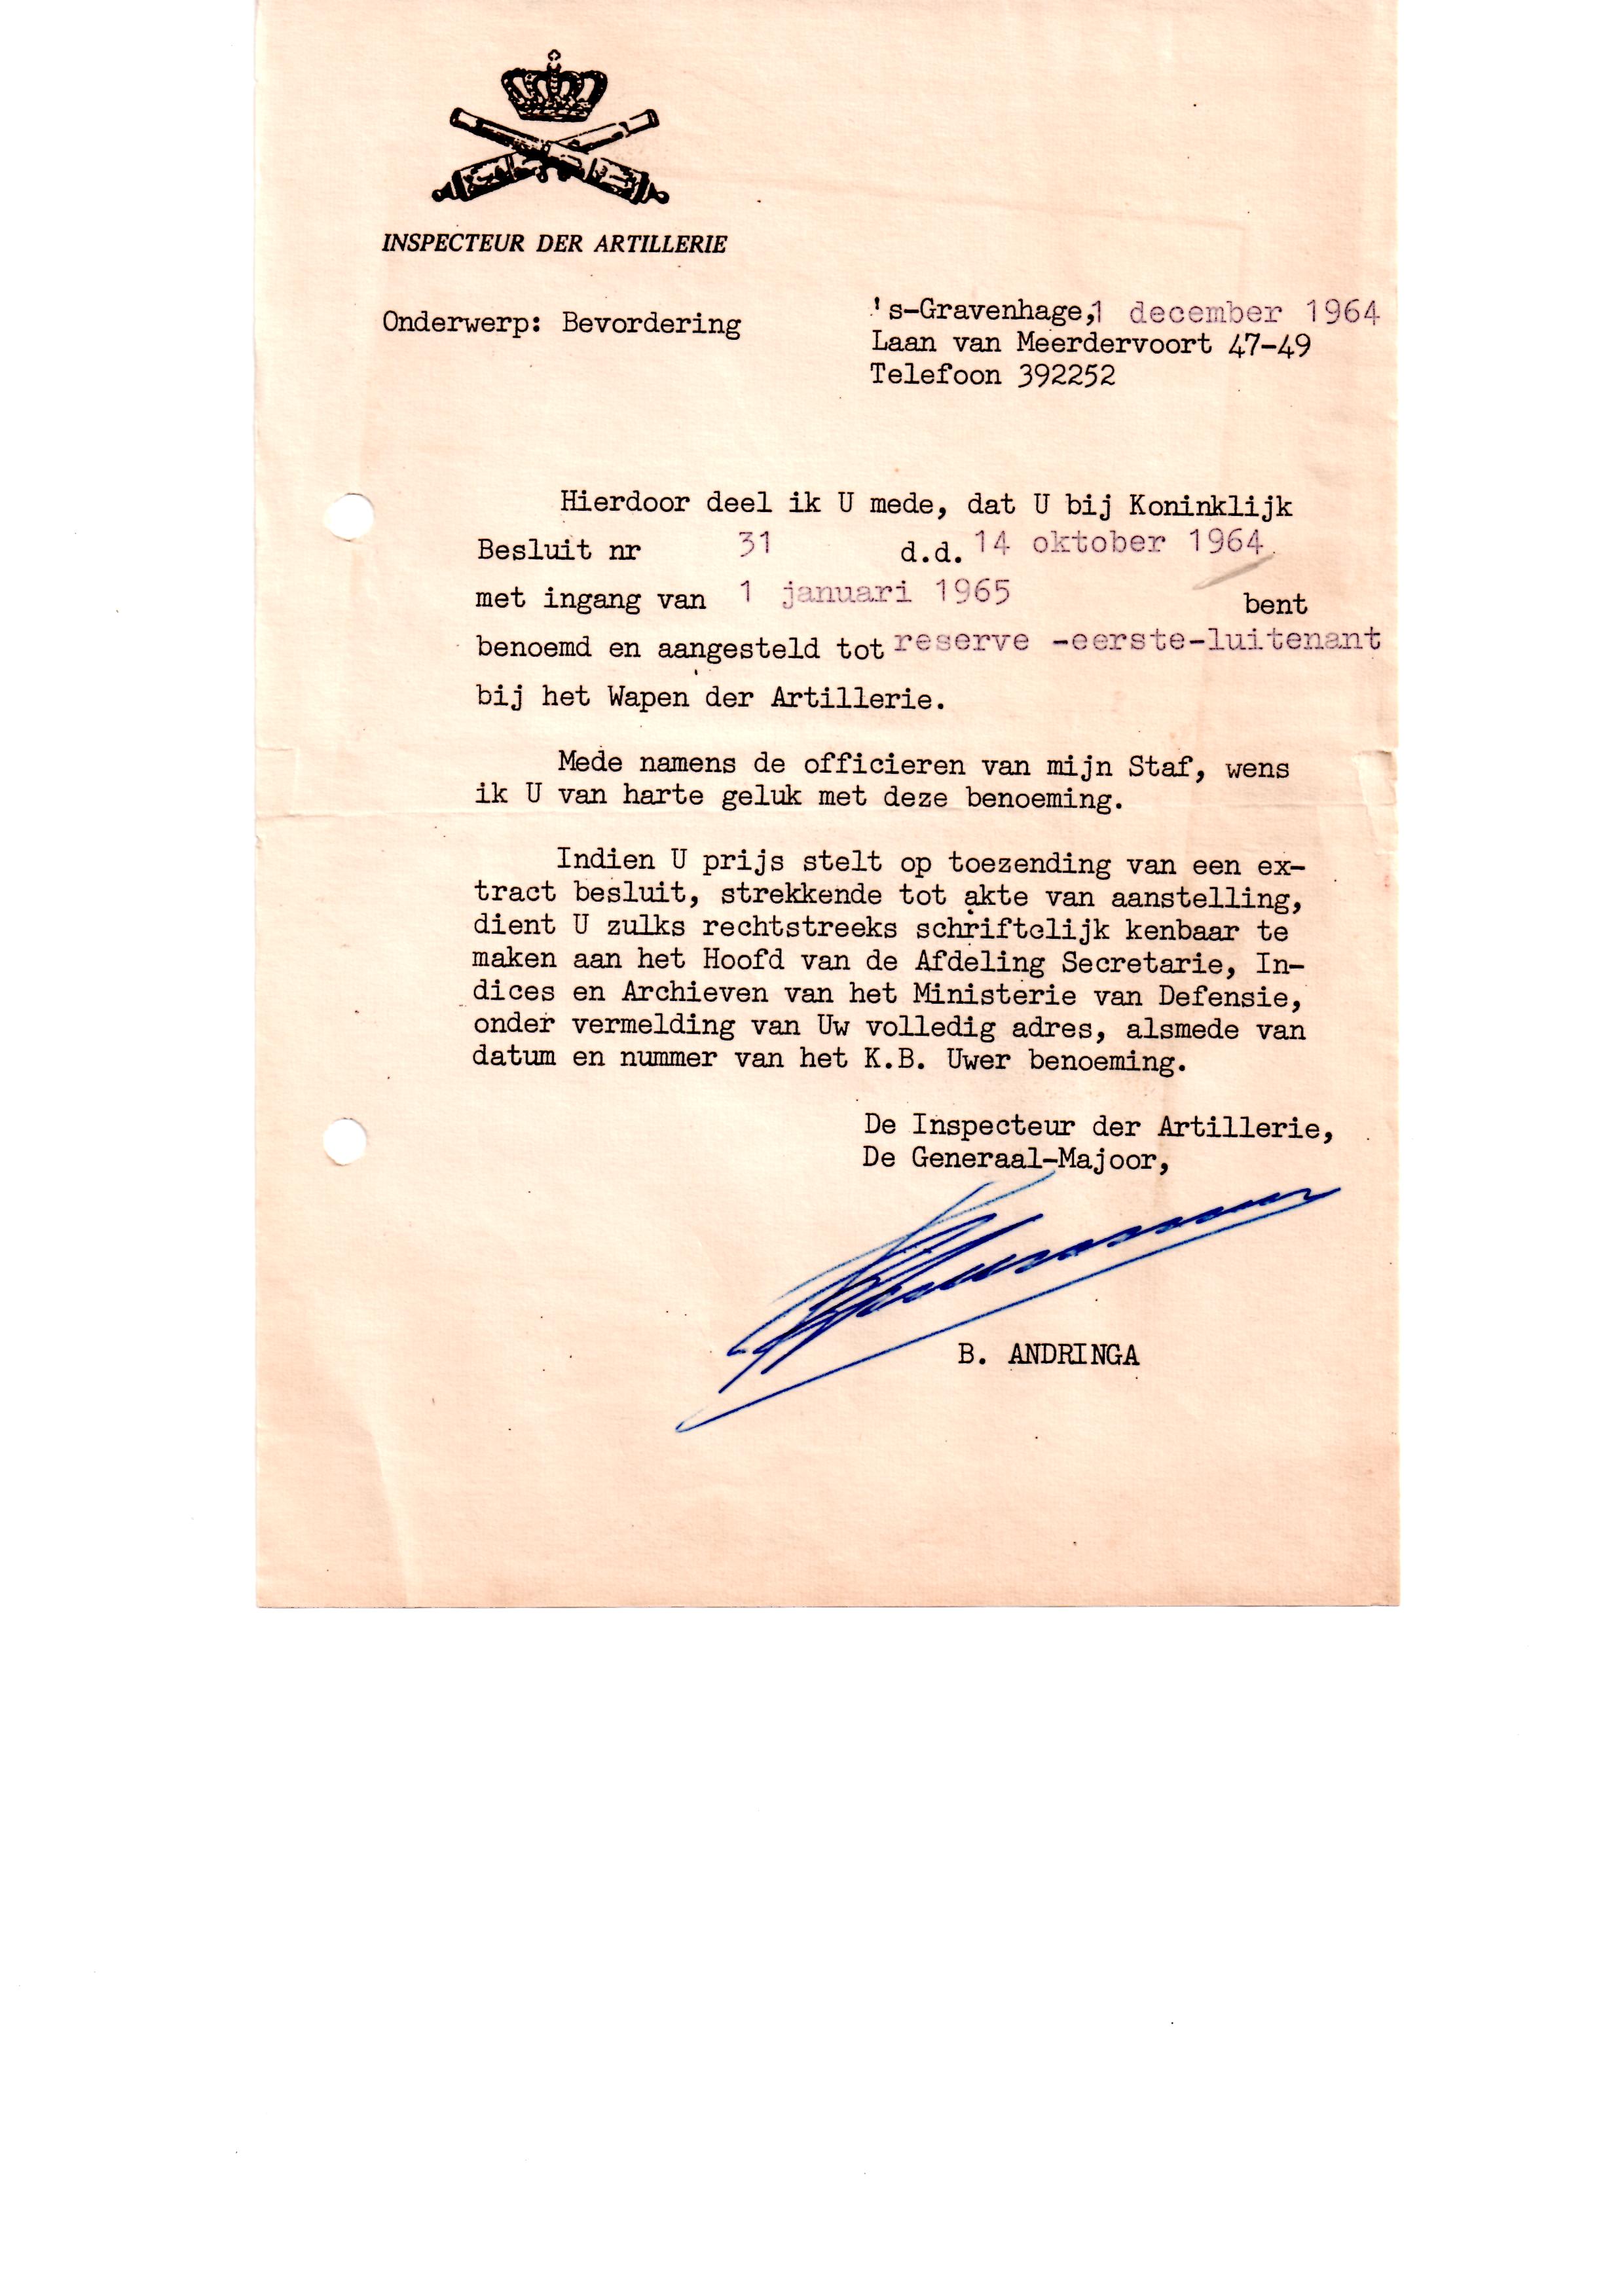 INSPECTEUR DER ARTILLERIE
Onderwerp: Bevordering
's-Gravenhage, 1 december 1964
Laan van Meerdervoort 47-49
Telefoon 392252
Hierdoor deel ik U mede, dat U bij Koninklijk
Besluit nr 31 d.d. 14 oktober 1964
met ingang van 1 januari 1965 bent
benoemd en aangesteld tot reserve -eerste-luitenant
bij het Wapen der Artillerie.
Mede namens de officieren van mijn Staf, wens
ik U van harte geluk met deze benoeming.
Indien U prijs stelt op toezending van een ex-
tract besluit, strekkende tot akte van aanstelling,
dient U zulks rechtstreeks schriftelijk kenbaar te
maken aan het Hoofd van de Afdeling Secretarie, In-
dices en Archieven van het Ministerie van Defensie,
onder vermelding van Uw volledig adres, alsmede van
datum en nummer van het K.B. Uwer benoeming.
De Inspecteur der Artillerie,
De Generaal-Majoor,
B. ANDRINGA